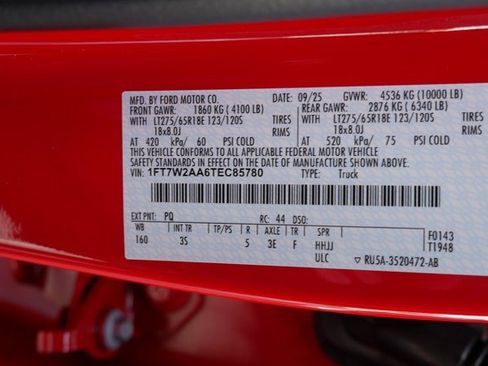 MFD. BY FORD MOTOR CO. 09/25 GVWR: 4536 KG (10000 LB)
FRONT GAWR: 1860 KG ( 4100 LB) REAR GAWR: 2876 KG ( 6340 LB)
WITH LT275/65R18E 123/120S TIRES WITH LT275/65R18E 123/120S TIRES
18x8.0J RIMS 18x8.0J RIMS
AT 420 kPa/ 60 PSI COLD AT 520 kPa/ 75 PSI COLD
THIS VEHICLE CONFORMS TO ALL APPLICABLE FEDERAL MOTOR VEHICLE
SAFETY STANDARDS IN EFFECT ON THE DATE OF MANUFACTURE SHOWN ABOVE.
VIN: 1FT7W2AA6TEC85780 TYPE: Truck
EXT PNT: PQ RC: 44 DSO: F0143
WB INT TR TP/PS R AXLE TR SPR T1948
160 3S 5 3E F HHJJ
ULC ▽ RU5A-3520472-AB